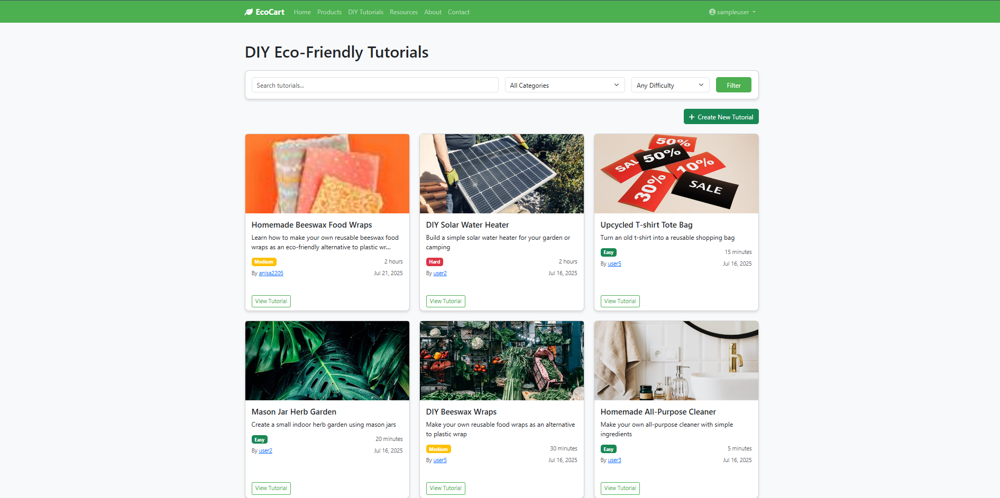 EcoCart Home Products DIY Tutorials Resources About Contact sampleuser
DIY Eco-Friendly Tutorials
Search tutorials... All Categories Any Difficulty Filter
+ Create New Tutorial
50%
50%
SAL
10%
30%
SALE
Homemade Beeswax Food Wraps
Learn how to make your own reusable beeswax food
wraps as an eco-friendly alternative to plastic wr...
Medium 2 hours
By anisa2205 Jul 21, 2025
View Tutorial
DIY Solar Water Heater
Build a simple solar water heater for your garden or
camping
Hard 2 hours
By user2 Jul 16, 2025
View Tutorial
Upcycled T-shirt Tote Bag
Turn an old t-shirt into a reusable shopping bag
Easy 15 minutes
By user5 Jul 16, 2025
View Tutorial
Mason Jar Herb Garden
Create a small indoor herb garden using mason jars
Easy 20 minutes
By user2 Jul 16, 2025
View Tutorial
DIY Beeswax Wraps
Make your own reusable food wraps as an alternative
to plastic wrap
Medium 30 minutes
By user5 Jul 16, 2025
View Tutorial
Homemade All-Purpose Cleaner
Make your own all-purpose cleaner with simple
ingredients
Easy 5 minutes
By user3 Jul 16, 2025
View Tutorial